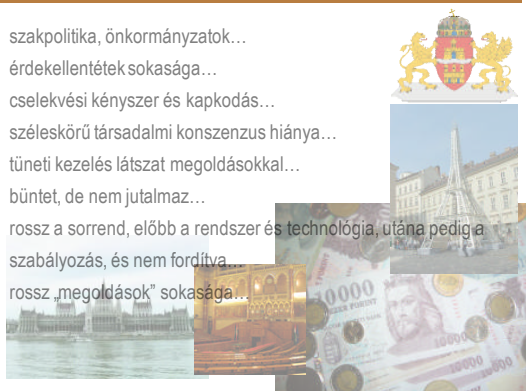 szakpolitika, önkormányzatok…
érdekellentétek sokasága…
cselekvési kényszer és kapkodás…
széleskörű társadalmi konszenzus hiánya…
tüneti kezelés látszat megoldásokkal…
büntet, de nem jutalmaz…
rossz a sorrend, előbb a rendszer és technológia, utána pedig a
szabályozás, és nem fordítva…
rossz „megoldások” sokasága…
10000
FORINT